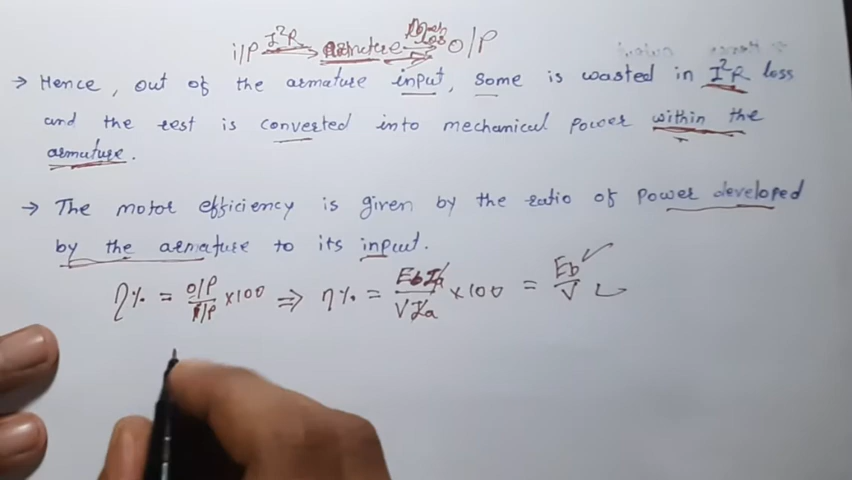 i/P I²R armature loss O/P
→ Hence, out of the armature input, some is wasted in I²R loss
and the rest is converted into mechanical power within the
armature.
→ The motor efficiency is given by the ratio of power developed
by the armature to its input.
η% = O/P / I/P × 100 ⇒ η% = EbIa / VIa × 100 = Eb / V